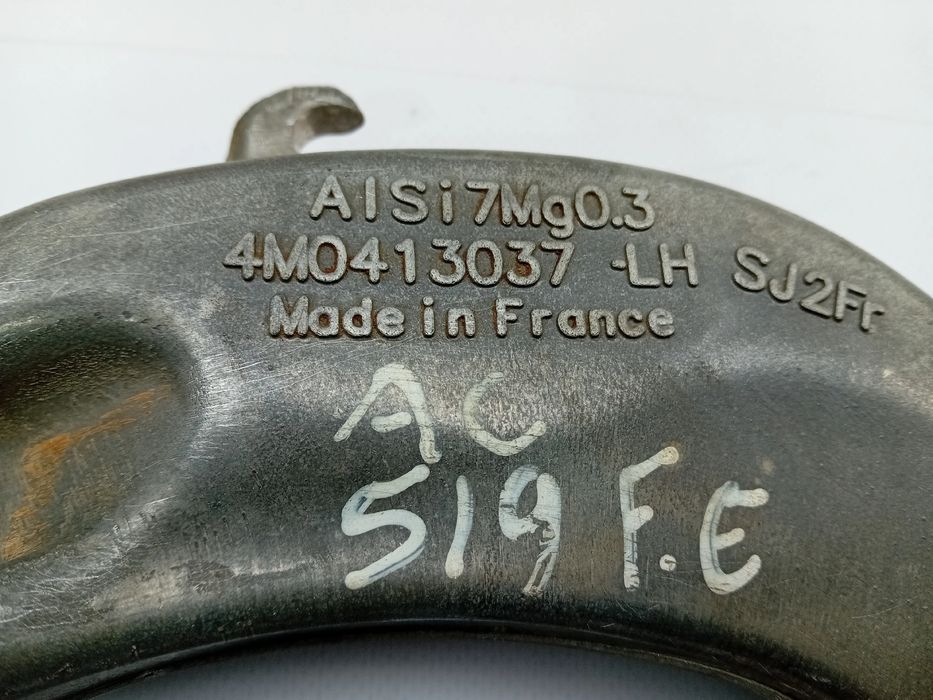 AlSi7Mg0.3
4M0413037 -LH SJ2Fr
Made in France
AC
519 F.E